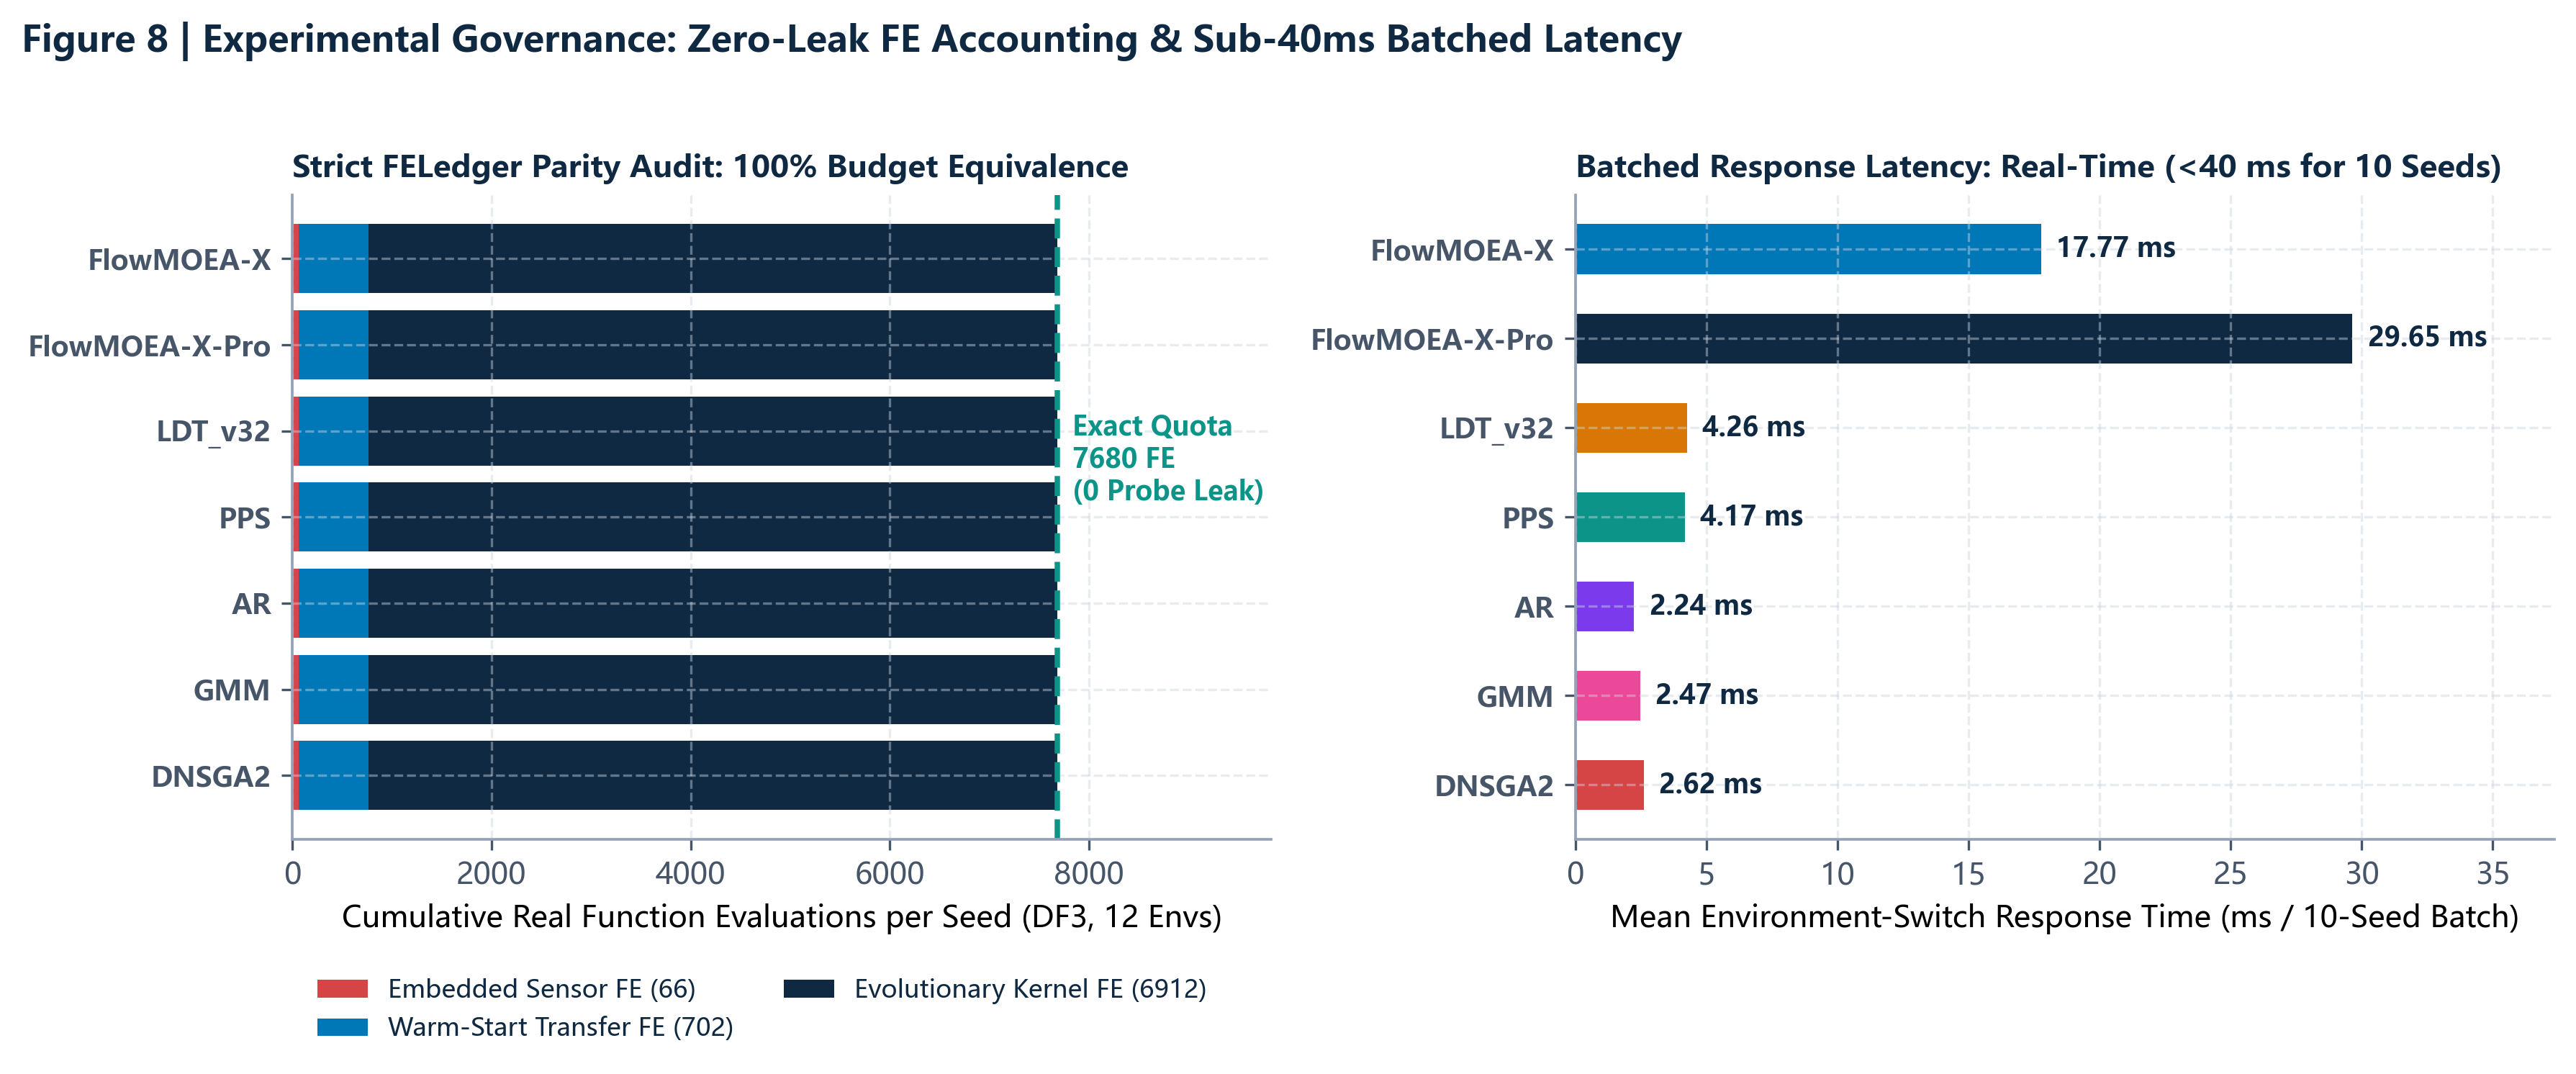 Figure 8 | Experimental Governance: Zero-Leak FE Accounting & Sub-40ms Batched Latency
Strict FELedger Parity Audit: 100% Budget Equivalence
FlowMOEA-X
FlowMOEA-X-Pro
LDT_v32
PPS
AR
GMM
DNSGA2
Exact Quota
7680 FE
(0 Probe Leak)
0 2000 4000 6000 8000
Cumulative Real Function Evaluations per Seed (DF3, 12 Envs)
Embedded Sensor FE (66)
Warm-Start Transfer FE (702)
Evolutionary Kernel FE (6912)
Batched Response Latency: Real-Time (<40 ms for 10 Seeds)
FlowMOEA-X 17.77 ms
FlowMOEA-X-Pro 29.65 ms
LDT_v32 4.26 ms
PPS 4.17 ms
AR 2.24 ms
GMM 2.47 ms
DNSGA2 2.62 ms
0 5 10 15 20 25 30 35
Mean Environment-Switch Response Time (ms / 10-Seed Batch)